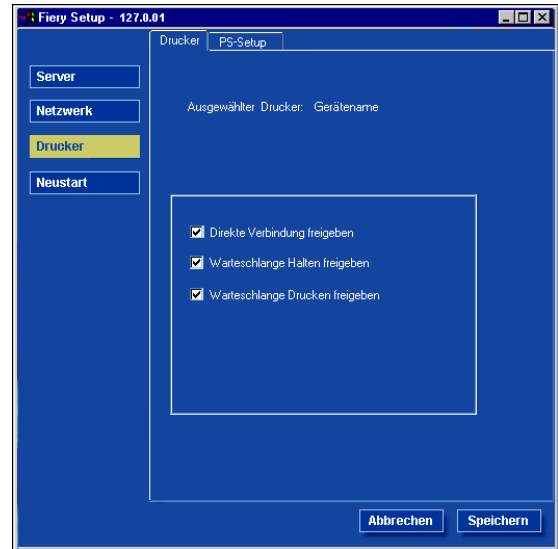 Fiery Setup - 127.0.01
Drucker
PS-Setup
Server
Netzwerk
Drucker
Neustart
Ausgewählter Drucker: Gerätename
Direkte Verbindung freigeben
Warteschlange Halten freigeben
Warteschlange Drucken freigeben
Abbrechen
Speichern